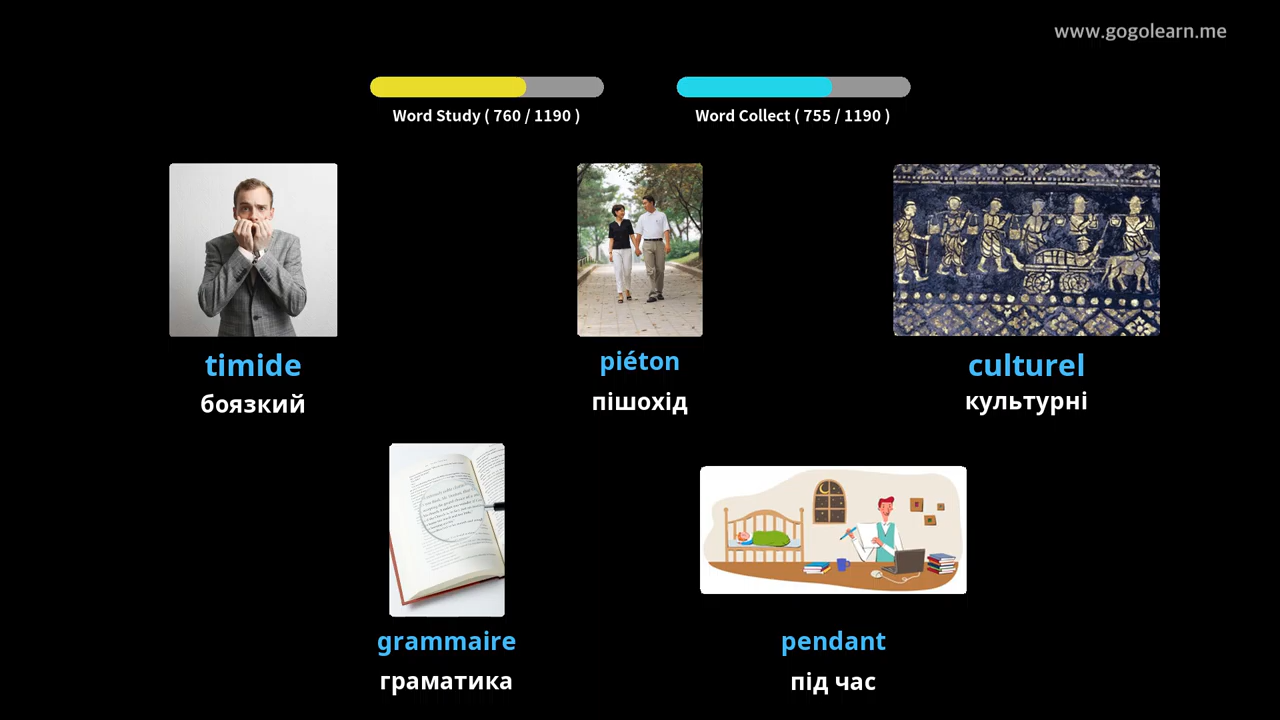 www.gogolearn.me
Word Study ( 760 / 1190 )
Word Collect ( 755 / 1190 )
timide
боязкий
piéton
пішохід
culturel
культурні
grammaire
граматика
pendant
під час